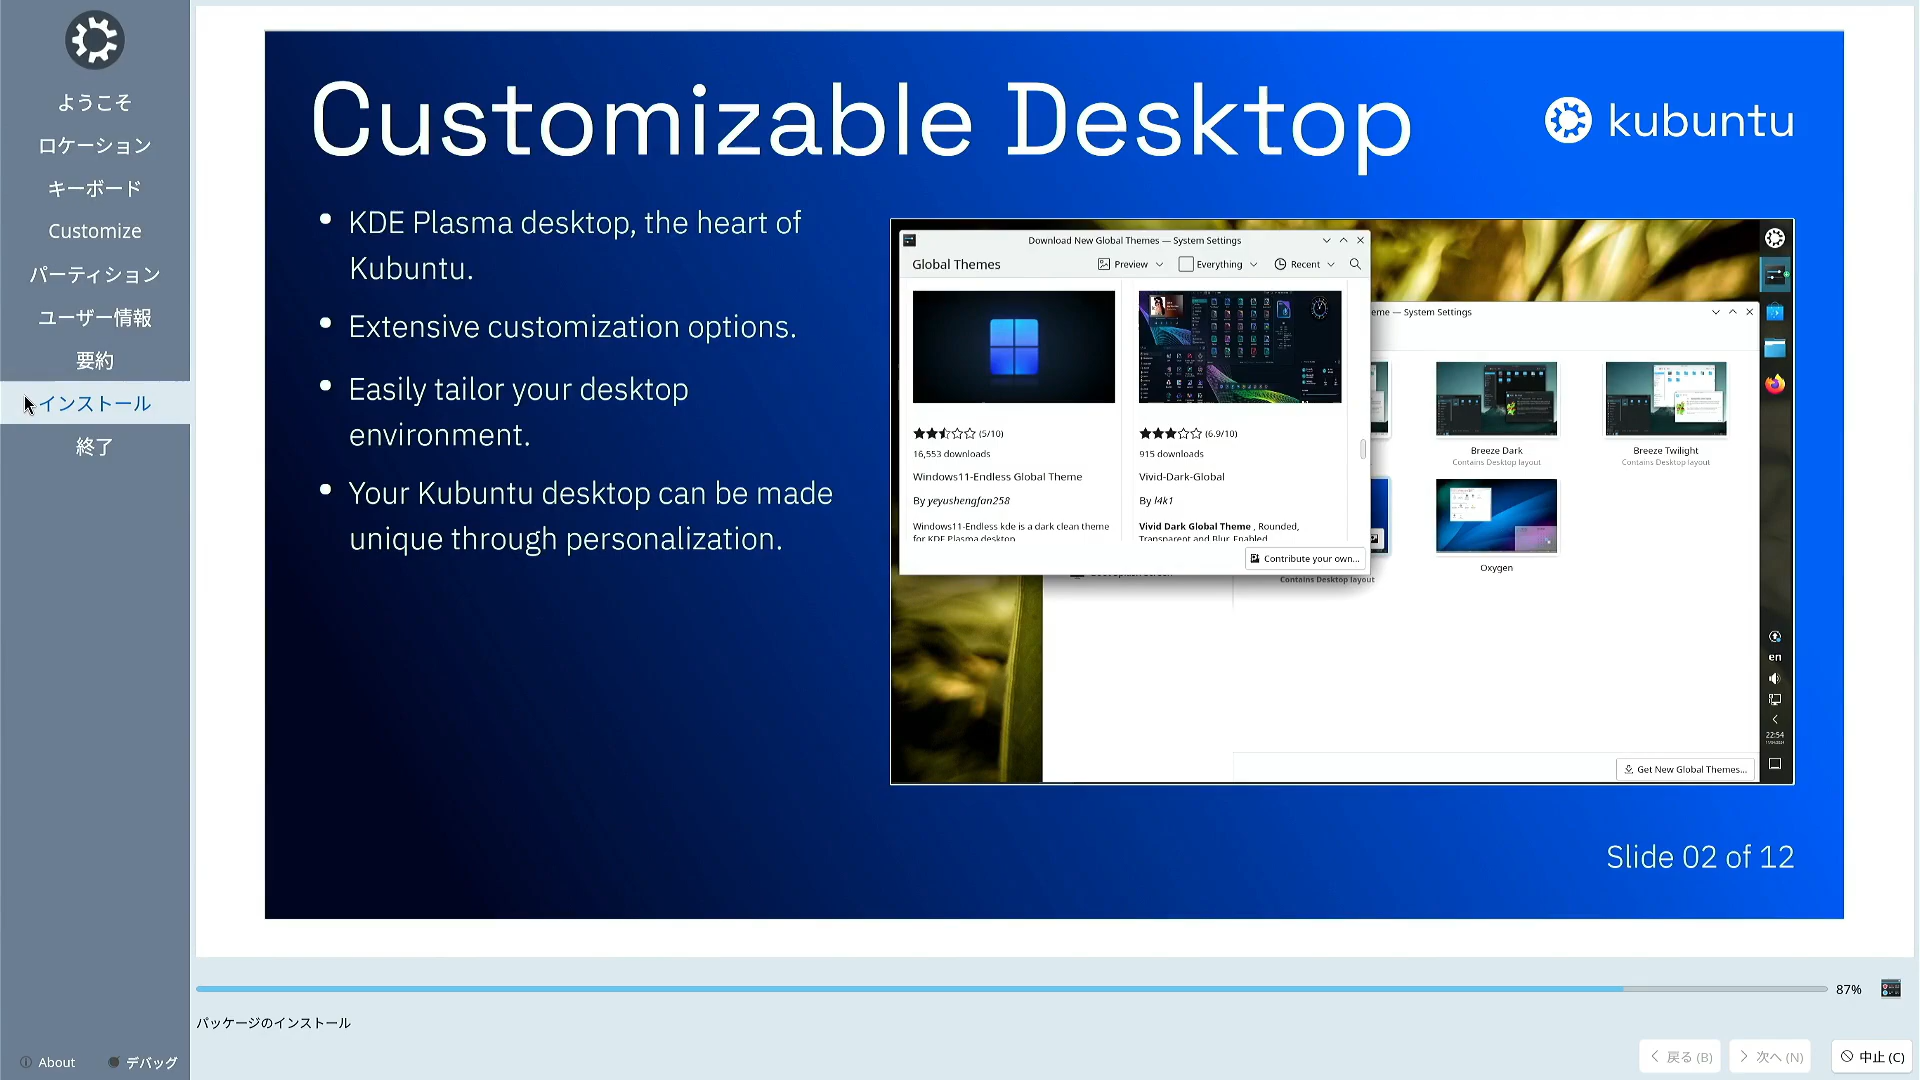 ようこそ
ロケーション
キーボード
Customize
パーティション
ユーザー情報
要約
インストール
終了
About
デバッグ
Customizable Desktop
kubuntu
KDE Plasma desktop, the heart of
Kubuntu.
Extensive customization options.
Easily tailor your desktop
environment.
Your Kubuntu desktop can be made
unique through personalization.
Download New Global Themes — System Settings
Global Themes
Preview
Everything
Recent
(5/10)
16,553 downloads
Windows11-Endless Global Theme
By yeyushengfan258
Windows11-Endless kde is a dark clean theme
for KDE Plasma desktop
(6.9/10)
915 downloads
Vivid-Dark-Global
By l4k1
Vivid Dark Global Theme , Rounded,
Transparent and Blur Enabled
Contribute your own...
eme — System Settings
Breeze Dark
Contains Desktop layout
Breeze Twilight
Contains Desktop layout
Oxygen
Contains Desktop layout
Get New Global Themes...
en
22:54
Slide 02 of 12
87%
パッケージのインストール
戻る (B)
次へ (N)
中止 (C)